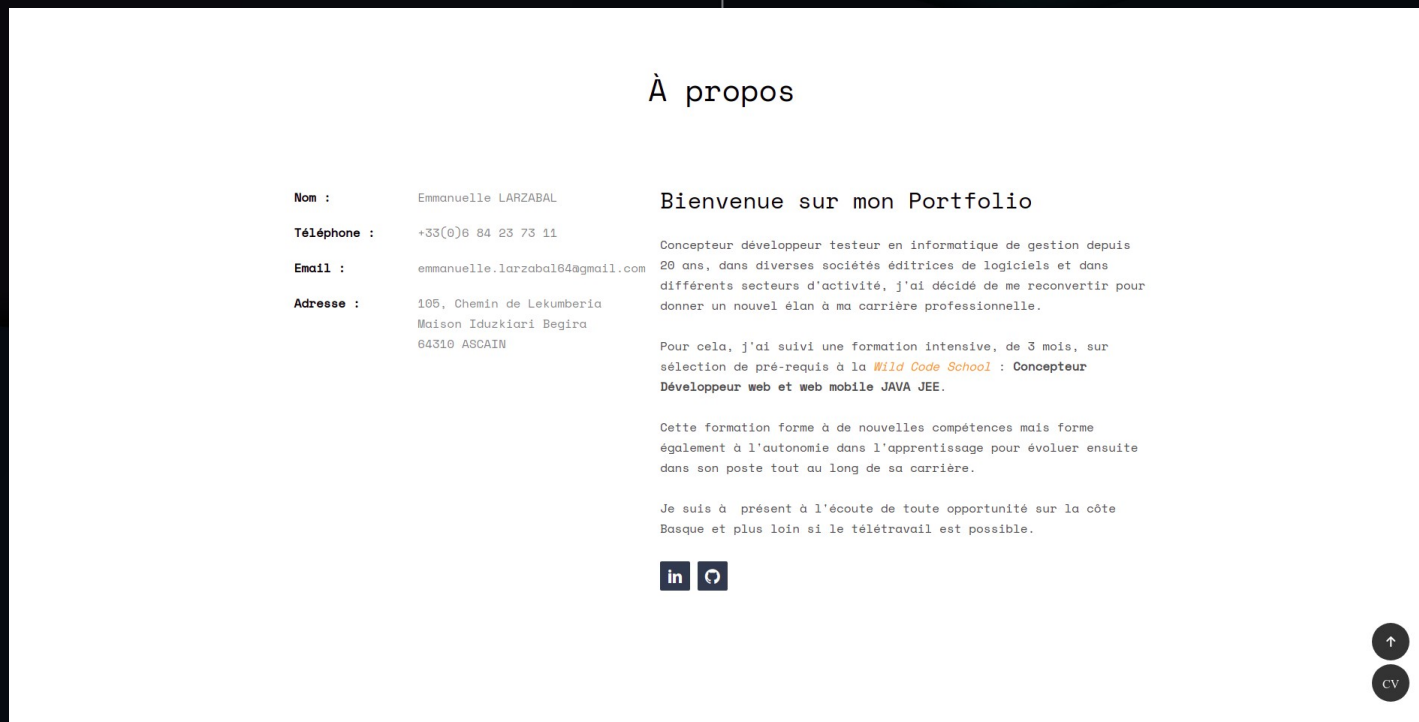 À propos
Nom :
Emmanuelle LARZABAL
Téléphone :
+33(0)6 84 23 73 11
Email :
emmanuelle.larzabal64@gmail.com
Adresse :
105, Chemin de Lekumberia
Maison Iduzkiari Begira
64310 ASCAIN
Bienvenue sur mon Portfolio
Concepteur développeur testeur en informatique de gestion depuis
20 ans, dans diverses sociétés éditrices de logiciels et dans
différents secteurs d'activité, j'ai décidé de me reconvertir pour
donner un nouvel élan à ma carrière professionnelle.
Pour cela, j'ai suivi une formation intensive, de 3 mois, sur
sélection de pré-requis à la Wild Code School : Concepteur
Développeur web et web mobile JAVA JEE.
Cette formation forme à de nouvelles compétences mais forme
également à l'autonomie dans l'apprentissage pour évoluer ensuite
dans son poste tout au long de sa carrière.
Je suis à  présent à l'écoute de toute opportunité sur la côte
Basque et plus loin si le télétravail est possible.
in
CV